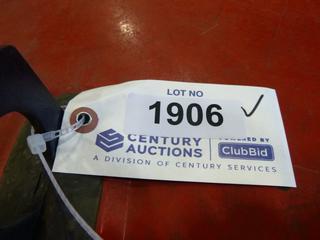 LOT NO
1906 ✓
CENTURY POWERED BY
AUCTIONS ClubBid
A DIVISION OF CENTURY SERVICES